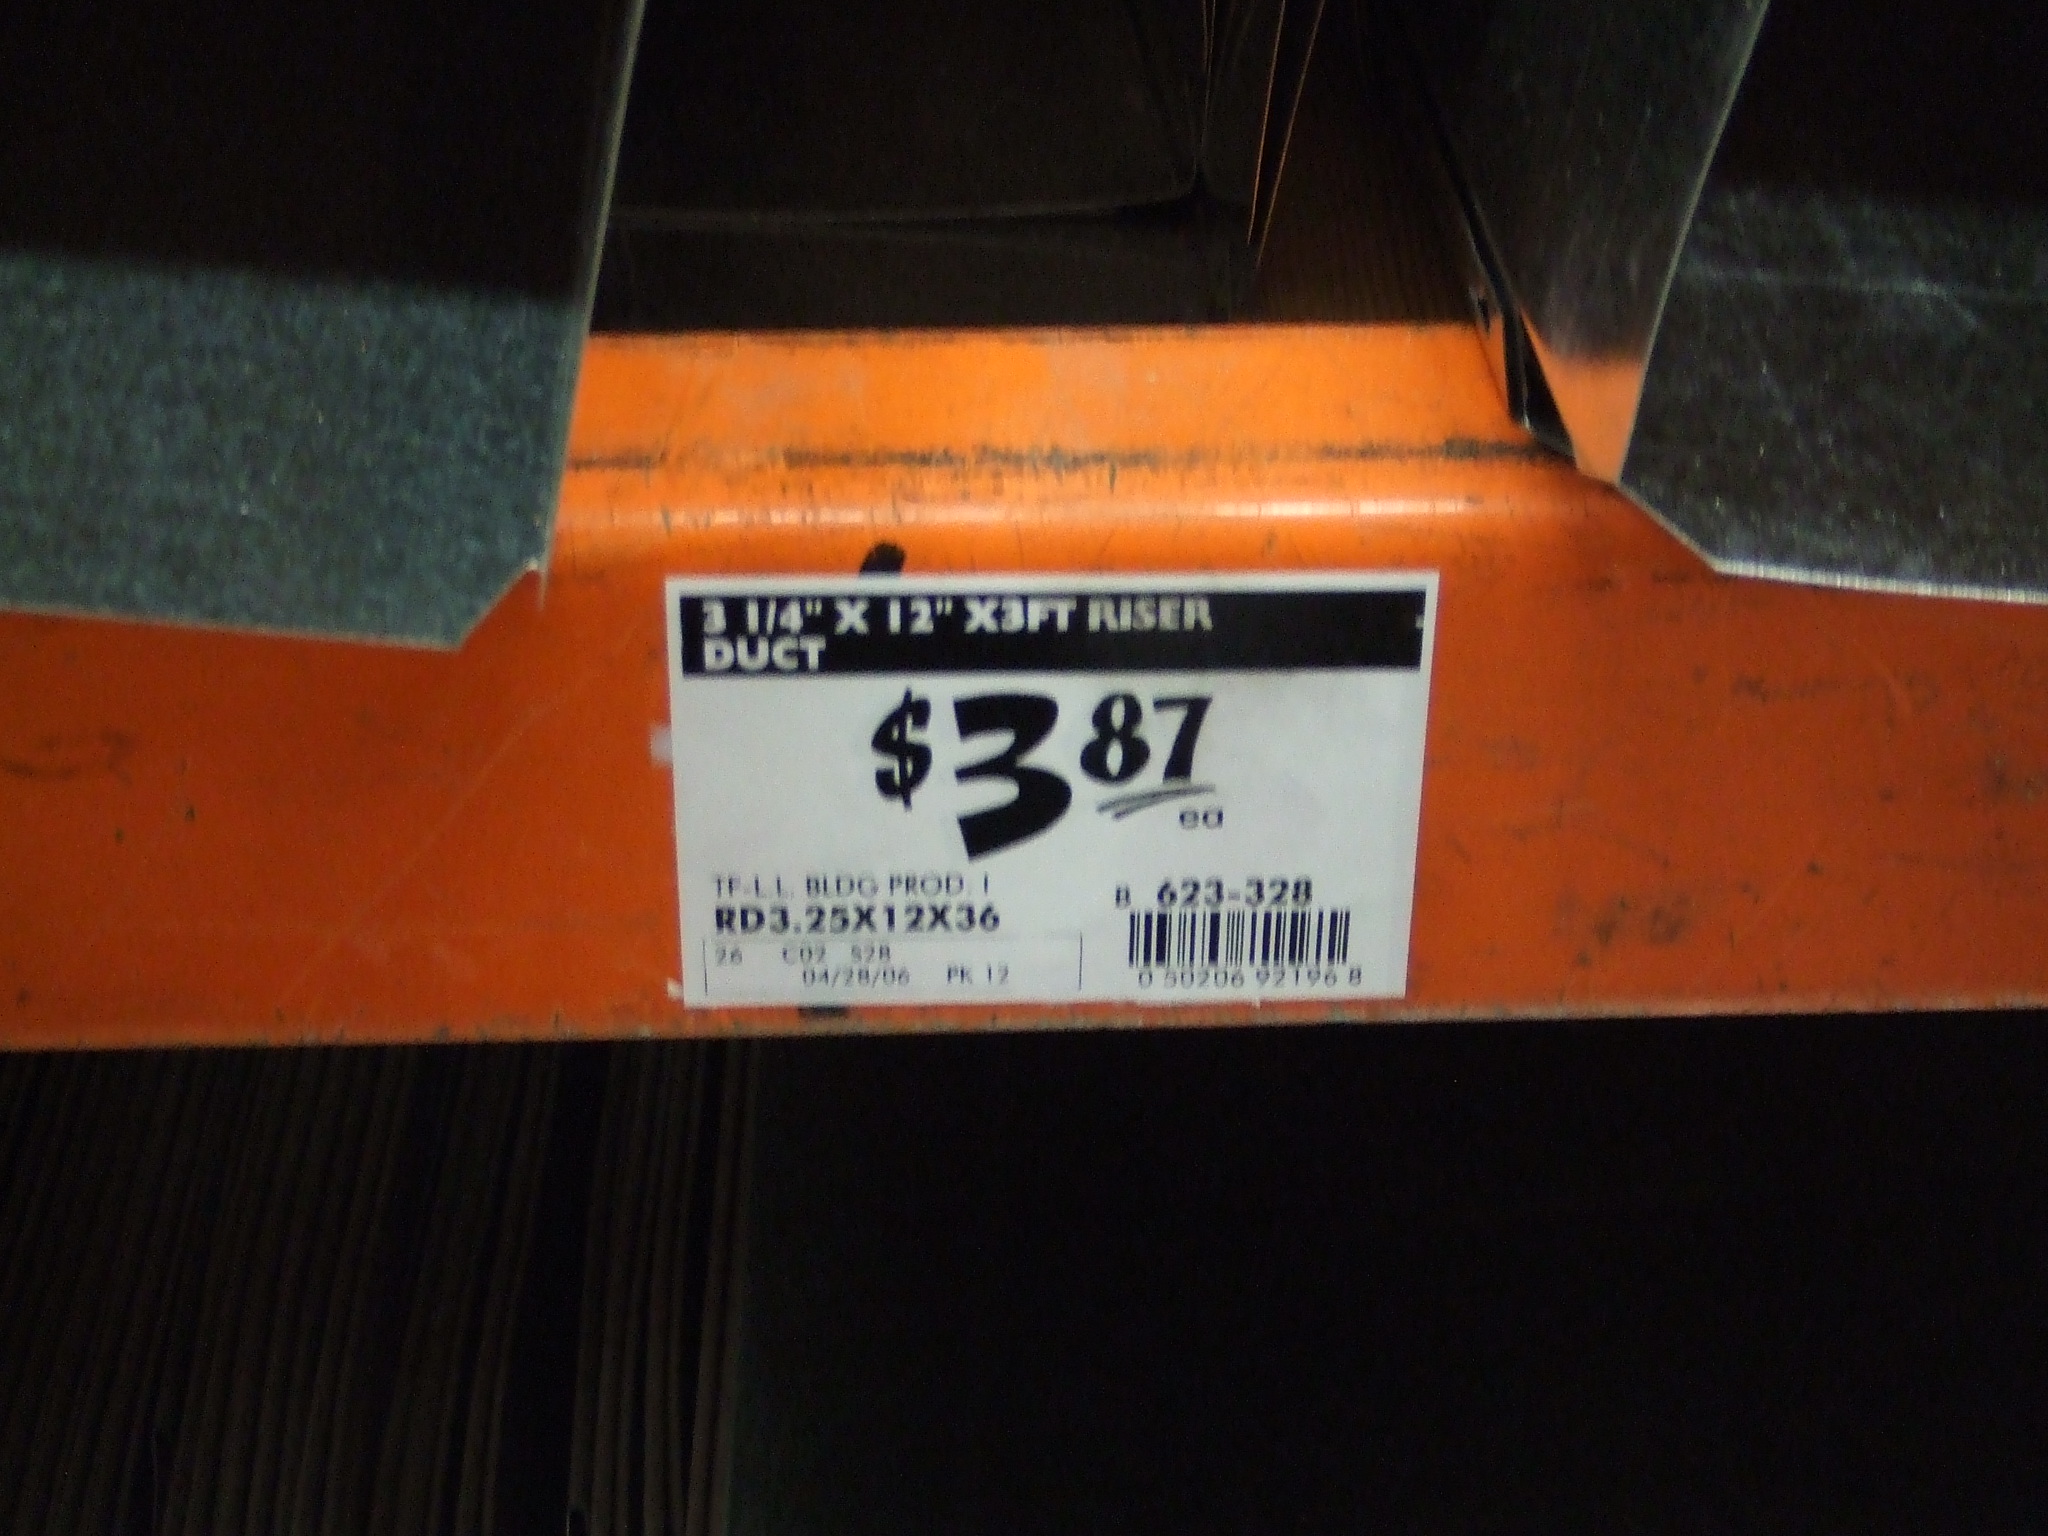 3 1/4" X 12" X3FT RISER
DUCT
$3 87
ea
TF-L.L. BLDG PROD. I
RD3.25X12X36
26 C02 S28
04/28/06 PK 12
B 623-328
0 50206 92196 8